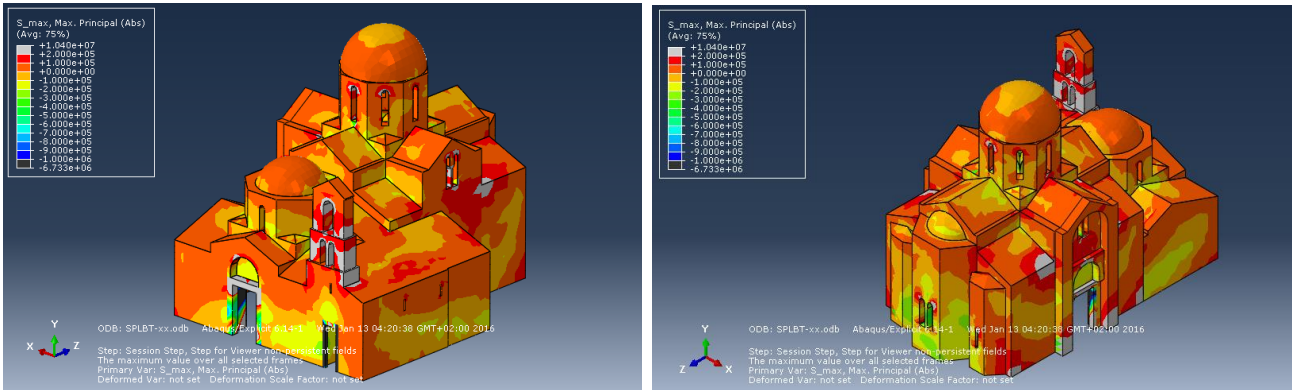 S_max, Max. Principal (Abs)
(Avg: 75%)
+1.040e+07
+2.000e+05
+1.000e+05
+0.000e+00
-1.000e+05
-2.000e+05
-3.000e+05
-4.000e+05
-5.000e+05
-6.000e+05
-7.000e+05
-8.000e+05
-9.000e+05
-1.000e+06
-6.733e+06
Y
X
Z
ODB: SPLBT-xx.odb Abaqus/Explicit 6.14-1 Wed Jan 13 04:20:38 GMT+02:00 2016
Step: Session Step, Step for Viewer non-persistent fields
The maximum value over all selected frames
Primary Var: S_max, Max. Principal (Abs)
Deformed Var: not set Deformation Scale Factor: not set
S_max, Max. Principal (Abs)
(Avg: 75%)
+1.040e+07
+2.000e+05
+1.000e+05
+0.000e+00
-1.000e+05
-2.000e+05
-3.000e+05
-4.000e+05
-5.000e+05
-6.000e+05
-7.000e+05
-8.000e+05
-9.000e+05
-1.000e+06
-6.733e+06
Y
Z
X
ODB: SPLBT-xx.odb Abaqus/Explicit 6.14-1 Wed Jan 13 04:20:38 GMT+02:00 2016
Step: Session Step, Step for Viewer non-persistent fields
The maximum value over all selected frames
Primary Var: S_max, Max. Principal (Abs)
Deformed Var: not set Deformation Scale Factor: not set